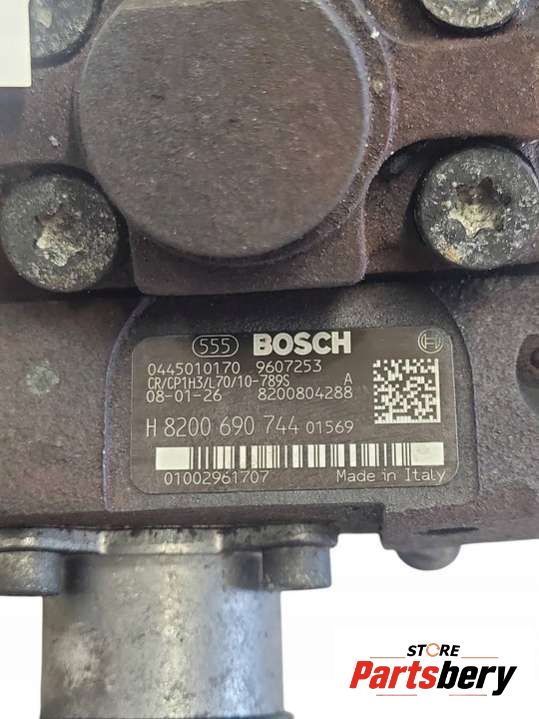 555 BOSCH
0445010170 9607253
CR/CP1H3/L70/10-789S A
08-01-26 8200804288
H 8200 690 744 01569
01002961707 Made in Italy
STORE
Partsbery